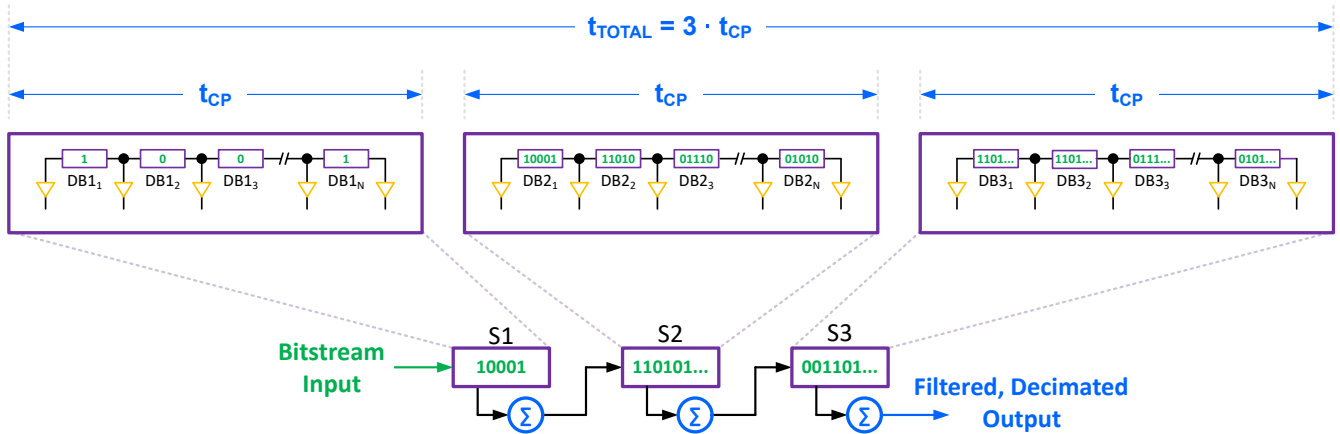 tTOTAL = 3 · tCP
tCP
tCP
tCP
1 0 0 1
DB11 DB12 DB13 DB1N
10001 11010 01110 01010
DB21 DB22 DB23 DB2N
1101... 1101... 0111... 0101...
DB31 DB32 DB33 DB3N
S1
S2
S3
Bitstream
Input
10001
110101...
001101...
Σ
Σ
Σ
Filtered, Decimated
Output